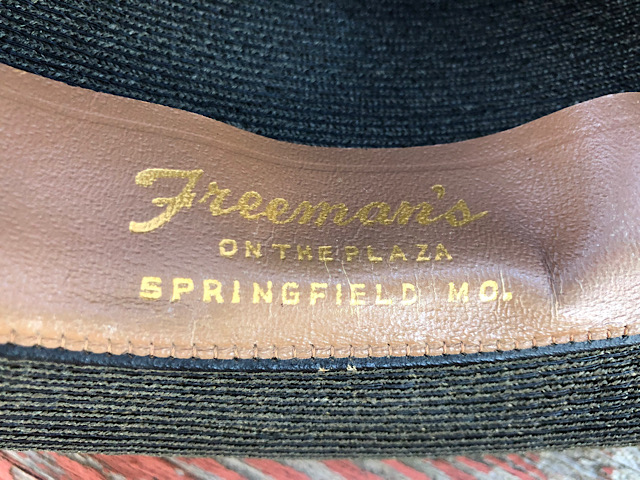 Freeman's
ON THE PLAZA
SPRINGFIELD MO.